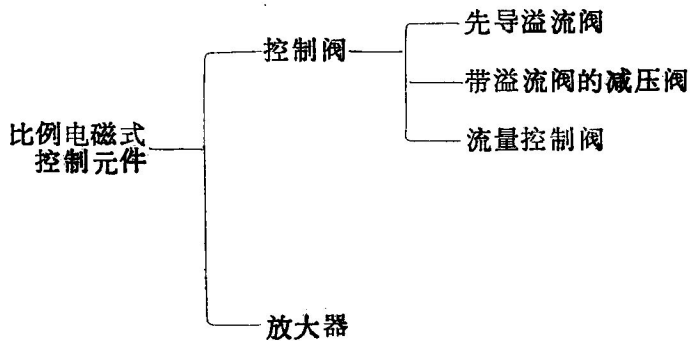 先导溢流阀
控制阀
带溢流阀的减压阀
比例电磁式
控制元件
流量控制阀
放大器